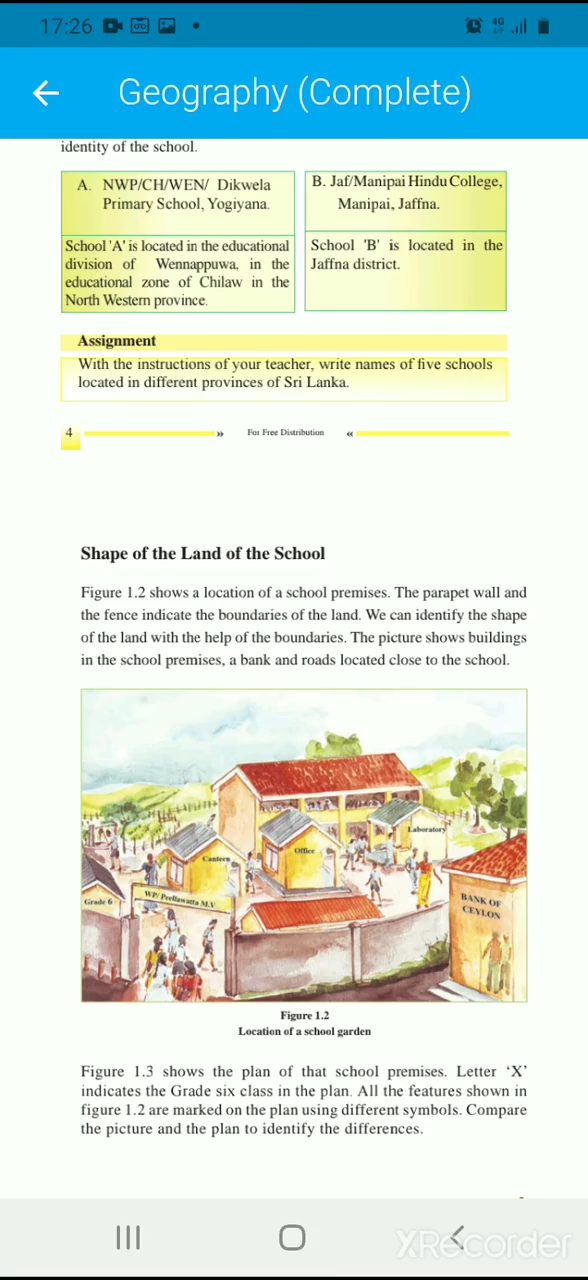 17:26
4G
Geography (Complete)
identity of the school.
A. NWP/CH/WEN/ Dikwela
Primary School, Yogiyana.
School 'A' is located in the educational
division of Wennappuwa, in the
educational zone of Chilaw in the
North Western province.
B. Jaf/Manipai Hindu College,
Manipai, Jaffna.
School 'B' is located in the
Jaffna district.
Assignment
With the instructions of your teacher, write names of five schools
located in different provinces of Sri Lanka.
4 » For Free Distribution «
Shape of the Land of the School
Figure 1.2 shows a location of a school premises. The parapet wall and
the fence indicate the boundaries of the land. We can identify the shape
of the land with the help of the boundaries. The picture shows buildings
in the school premises, a bank and roads located close to the school.
Laboratory
Office
Canteen
Grade 6
WP/ Peellawatta M.V
BANK OF
CEYLON
Figure 1.2
Location of a school garden
Figure 1.3 shows the plan of that school premises. Letter ‘X’
indicates the Grade six class in the plan. All the features shown in
figure 1.2 are marked on the plan using different symbols. Compare
the picture and the plan to identify the differences.
XRecorder